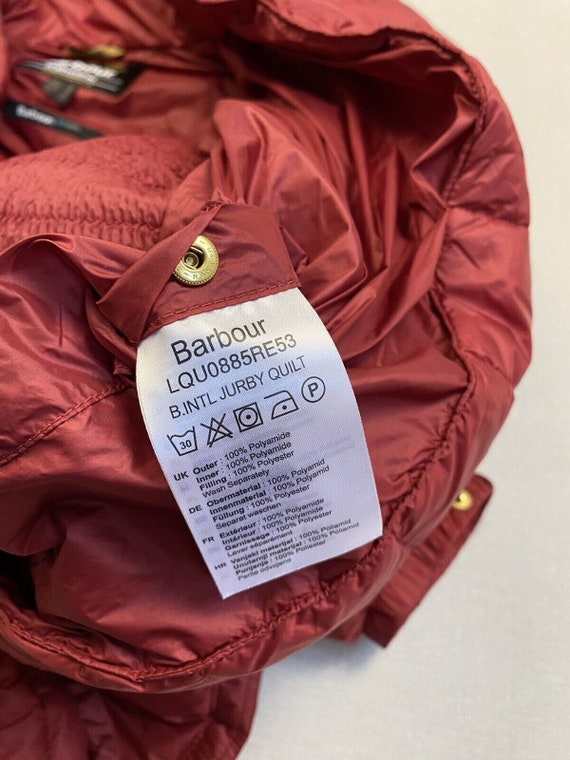 Barbour
Barbour
Barbour
LQU0885RE53
B.INTL JURBY QUILT
30
P
UK Outer : 100% Polyamide
Inner : 100% Polyamide
Filling : 100% Polyester
Wash Separately
DE Obermaterial : 100% Polyamid
Innenmaterial : 100% Polyamid
Füllung : 100% Polyester
Separat waschen
FR Extérieur : 100% Polyamide
Intérieur : 100% Polyamide
Garnissage : 100% Polyester
Laver séparément
HR Vanjski materijal : 100% Poliamid
Unutarnji materijal : 100% Poliamid
Punjenje : 100% Poliester
Perite odvojeno